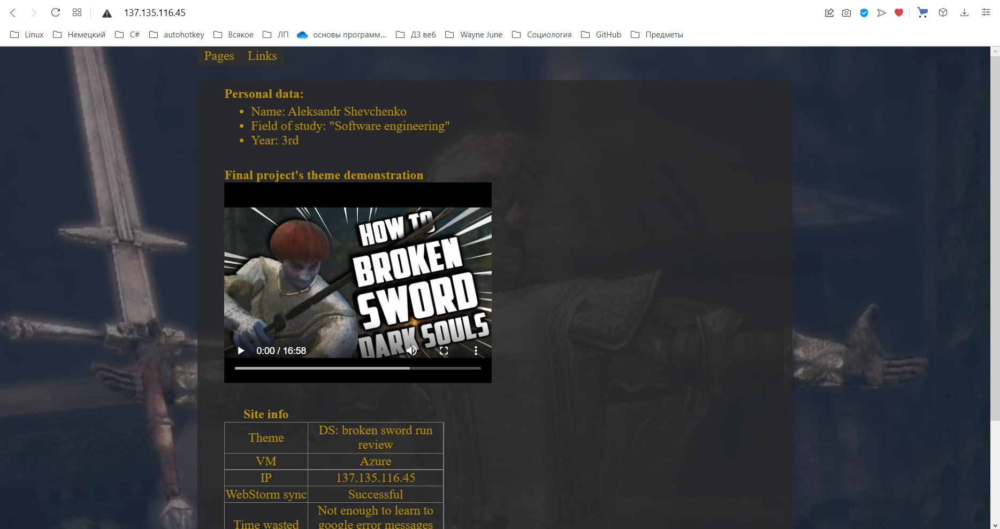 137.135.116.45
Linux Немецкий C# autohotkey Всякое ЛП основы программ... ДЗ веб Wayne June Социология GitHub Предметы
Pages Links
Personal data:
Name: Aleksandr Shevchenko
Field of study: "Software engineering"
Year: 3rd
Final project's theme demonstration
HOW TO
BROKEN
SWORD
DARK SOULS
0:00 / 16:58
Site info
Theme DS: broken sword run
review
VM Azure
IP 137.135.116.45
WebStorm sync Successful
Time wasted Not enough to learn to
google error messages